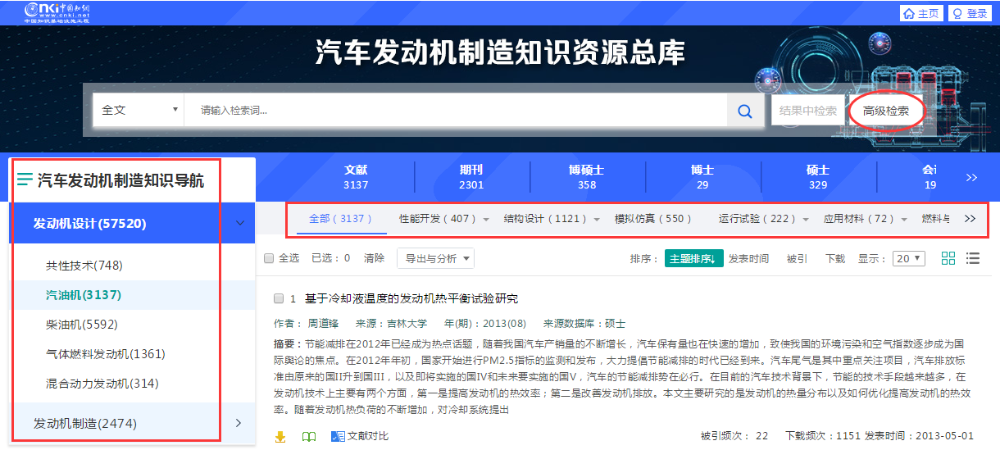 cnki 中国知网
www.cnki.net
中国知识基础设施工程
主页
登录
汽车发动机制造知识资源总库
全文
请输入检索词...
结果中检索
高级检索
汽车发动机制造知识导航
发动机设计(57520)
共性技术(748)
汽油机(3137)
柴油机(5592)
气体燃料发动机(1361)
混合动力发动机(314)
发动机制造(2474)
文献
3137
期刊
2301
博硕士
358
博士
29
硕士
329
19
全部（3137） 性能开发（407） 结构设计（1121） 模拟仿真（550） 运行试验（222） 应用材料（72） 燃料与
全选 已选：0 清除 导出与分析 排序： 主题排序↓ 发表时间 被引 下载 显示： 20
1 基于冷却液温度的发动机热平衡试验研究
作者： 周道锋 来源：吉林大学 年(期)：2013(08) 来源数据库：硕士
摘要：节能减排在2012年已经成为热点话题，随着我国汽车产销量的不断增长，汽车保有量也在快速的增加，致使我国的环境污染和空气指数逐步成为国
际舆论的焦点。在2012年年初，国家开始进行PM2.5指标的监测和发布，大力提倡节能减排的时代已经到来。汽车尾气是其中重点关注项目，汽车排放标
准由原来的国II升到国III，以及即将实施的国IV和未来要实施的国V，汽车的节能减排势在必行。在目前的汽车技术背景下，节能的技术手段越来越多，在
发动机技术上主要有两个方面，第一是提高发动机的热效率；第二是改善发动机排放。本文主要研究的是发动机的热量分布以及如何优化提高发动机的热效
率。随着发动机热负荷的不断增加，对冷却系统提出
文献对比
被引频次： 22 下载频次：1151 发表时间：2013-05-01